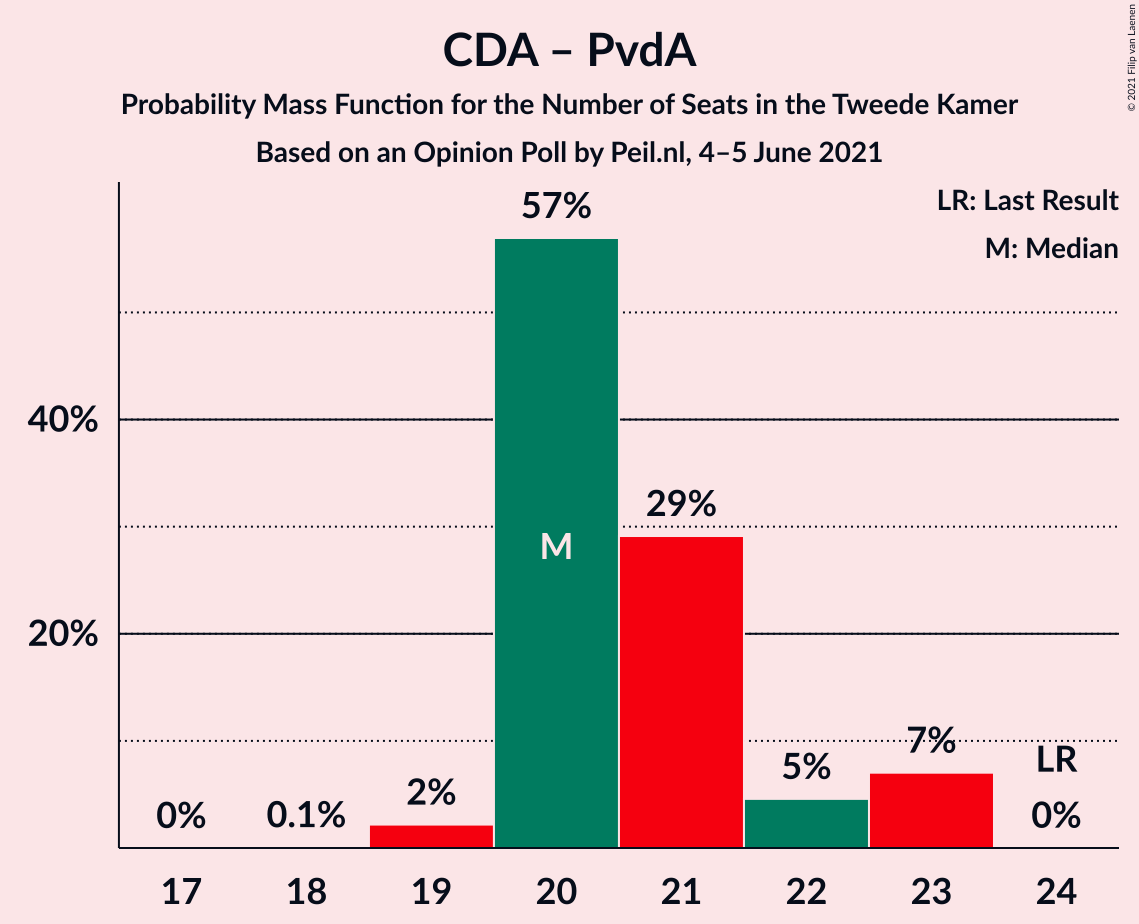 CDA – PvdA
Probability Mass Function for the Number of Seats in the Tweede Kamer
Based on an Opinion Poll by Peil.nl, 4–5 June 2021
© 2021 Filip van Laenen
LR: Last Result
M: Median
57%
40%
29%
M
20%
7%
LR
5%
2%
0%
0.1%
0%
17 18 19 20 21 22 23 24